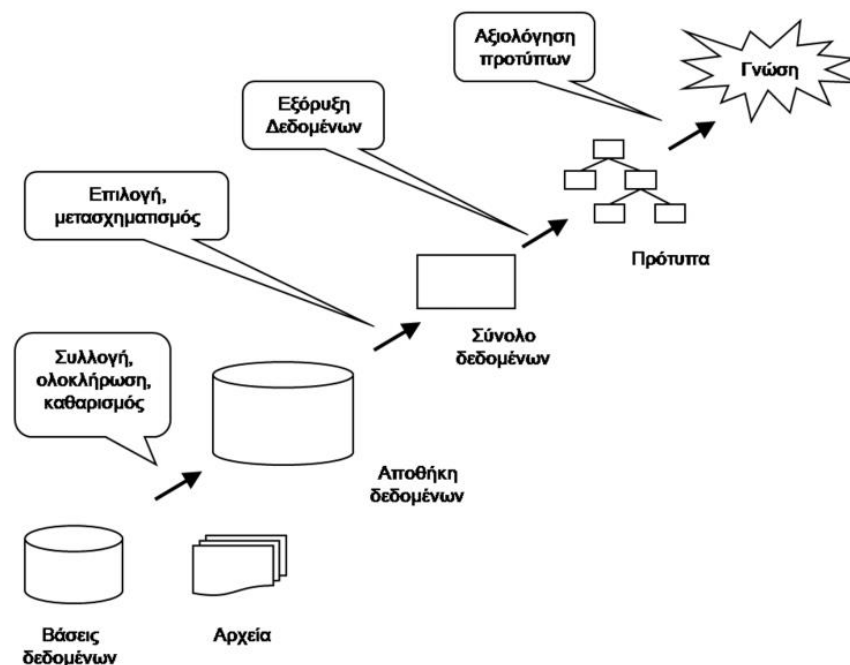 Αξιολόγηση
προτύπων
Γνώση
Εξόρυξη
Δεδομένων
Επιλογή,
μετασχηματισμός
Πρότυπα
Σύνολο
δεδομένων
Συλλογή,
ολοκλήρωση,
καθαρισμός
Αποθήκη
δεδομένων
Βάσεις
δεδομένων
Αρχεία